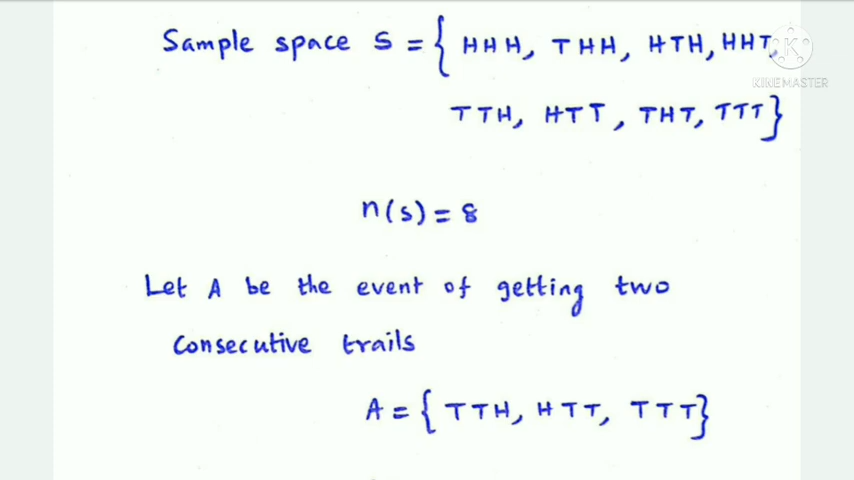 Sample space S = { HHH, THH, HTH, HHT,
KINEMASTER
TTH, HTT, THT, TTT}
n(s) = 8
Let A be the event of getting two
consecutive trails
A = { TTH, HTT, TTT}